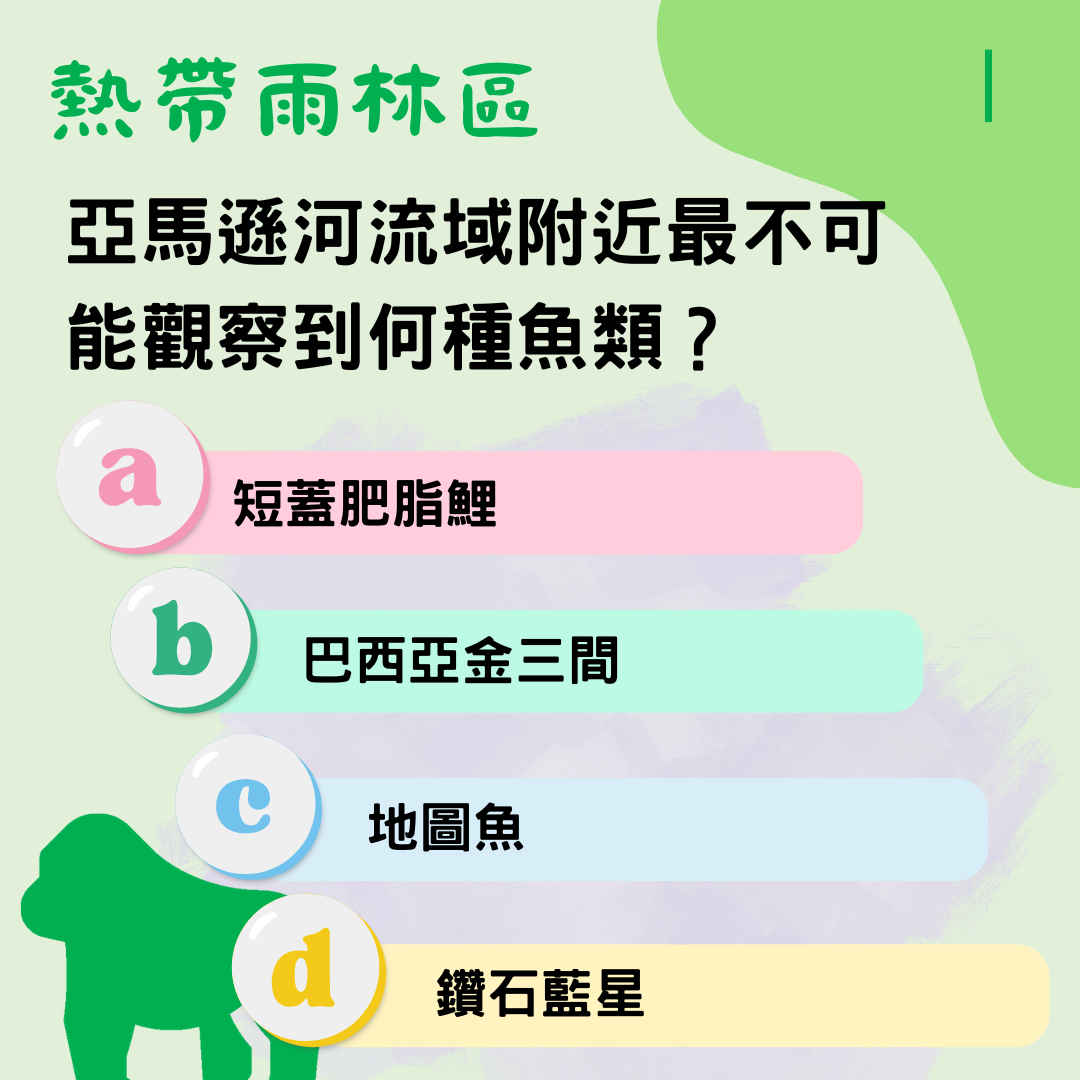 熱帶雨林區
亞馬遜河流域附近最不可
能觀察到何種魚類？
a
短蓋肥脂鯉
b
巴西亞金三間
c
地圖魚
d
鑽石藍星